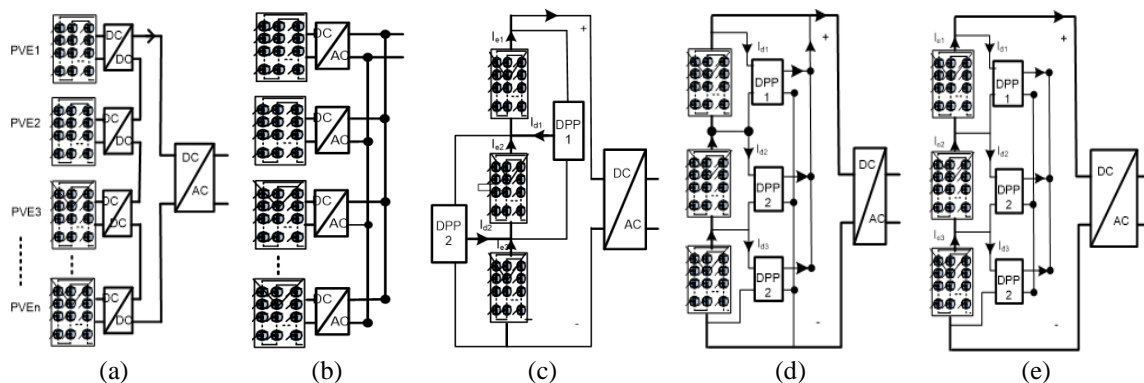 PVE1
DC
DC
PVE2
DC
DC
PVE3
DC
DC
PVEn
DC
DC
DC
AC
(a)
DC
AC
DC
AC
DC
AC
DC
AC
(b)
Ie1
+
DPP
1
Id1
Ie2
DPP
2
Id2
-
DC
AC
(c)
Id1
DPP
1
+
Id2
DPP
2
Id3
DPP
2
-
DC
AC
(d)
Ie1
Id1
DPP
1
+
Ie2
Id2
DPP
2
Ie3
Id3
DPP
2
-
DC
AC
(e)